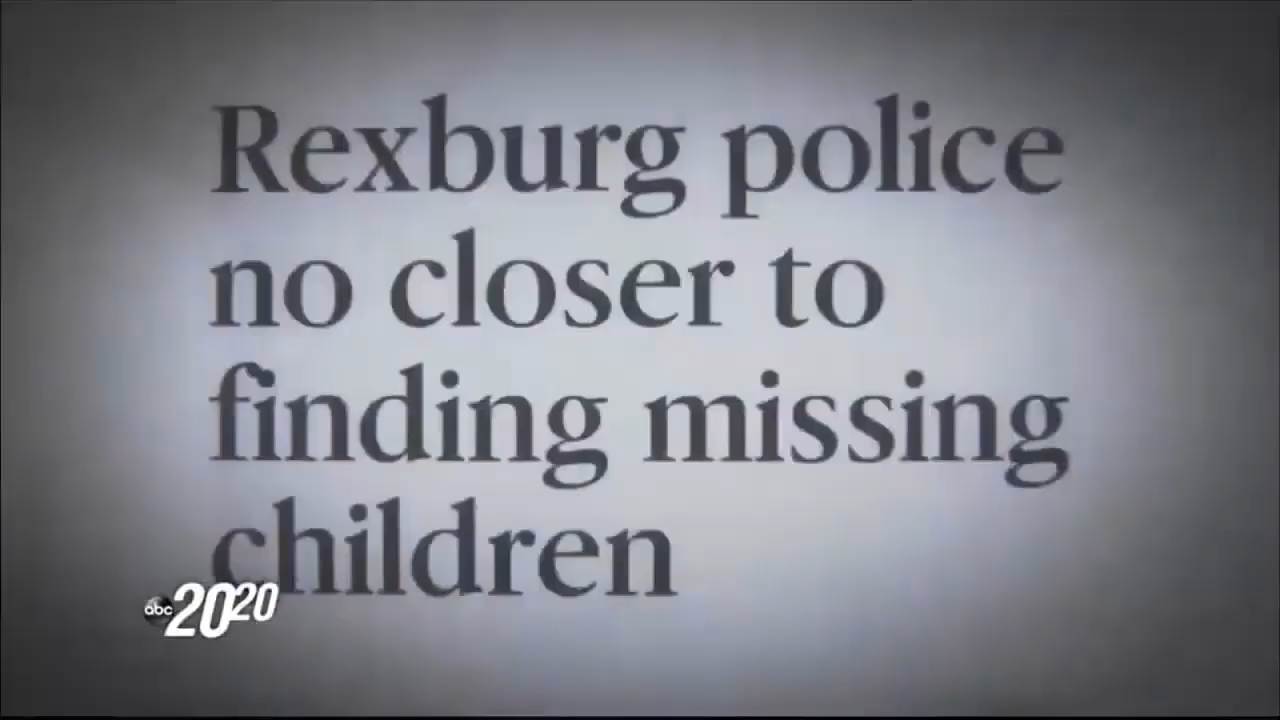 Rexburg police
no closer to
finding missing
children
abc 20/20